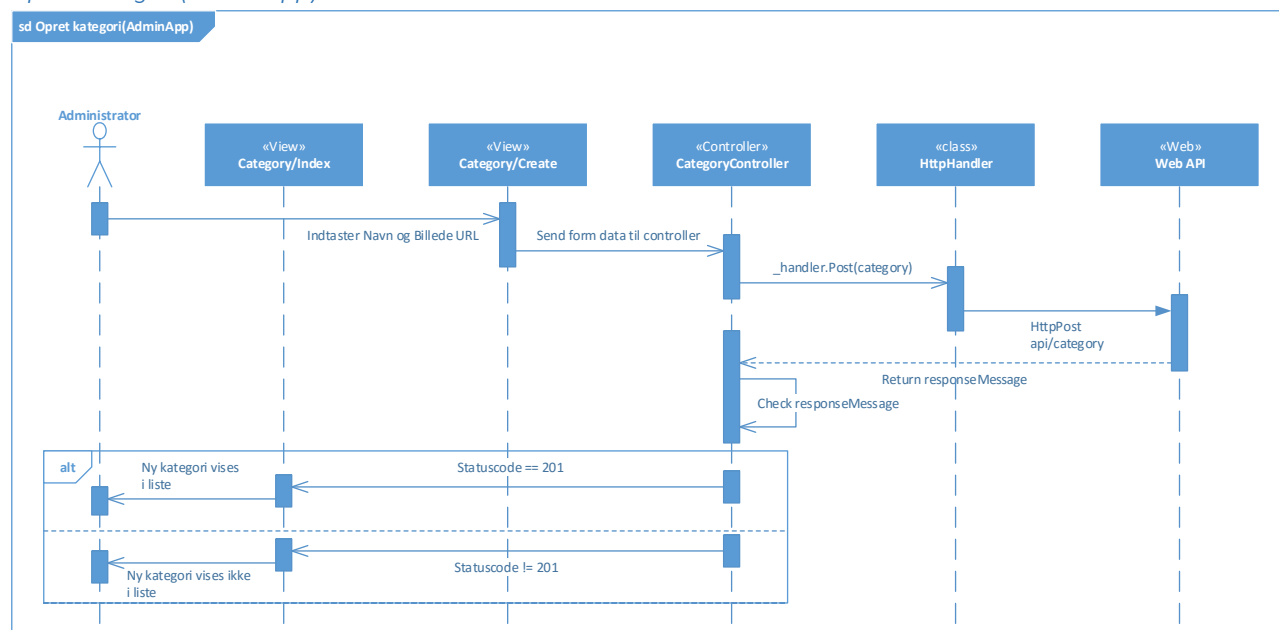 sd Opret kategori(AdminApp)
Administrator
«View»
Category/Index
«View»
Category/Create
«Controller»
CategoryController
«class»
HttpHandler
«Web»
Web API
Indtaster Navn og Billede URL
Send form data til controller
_handler.Post(category)
HttpPost
api/category
Return responseMessage
Check responseMessage
alt
Ny kategori vises
i liste
Statuscode == 201
Ny kategori vises ikke
i liste
Statuscode != 201